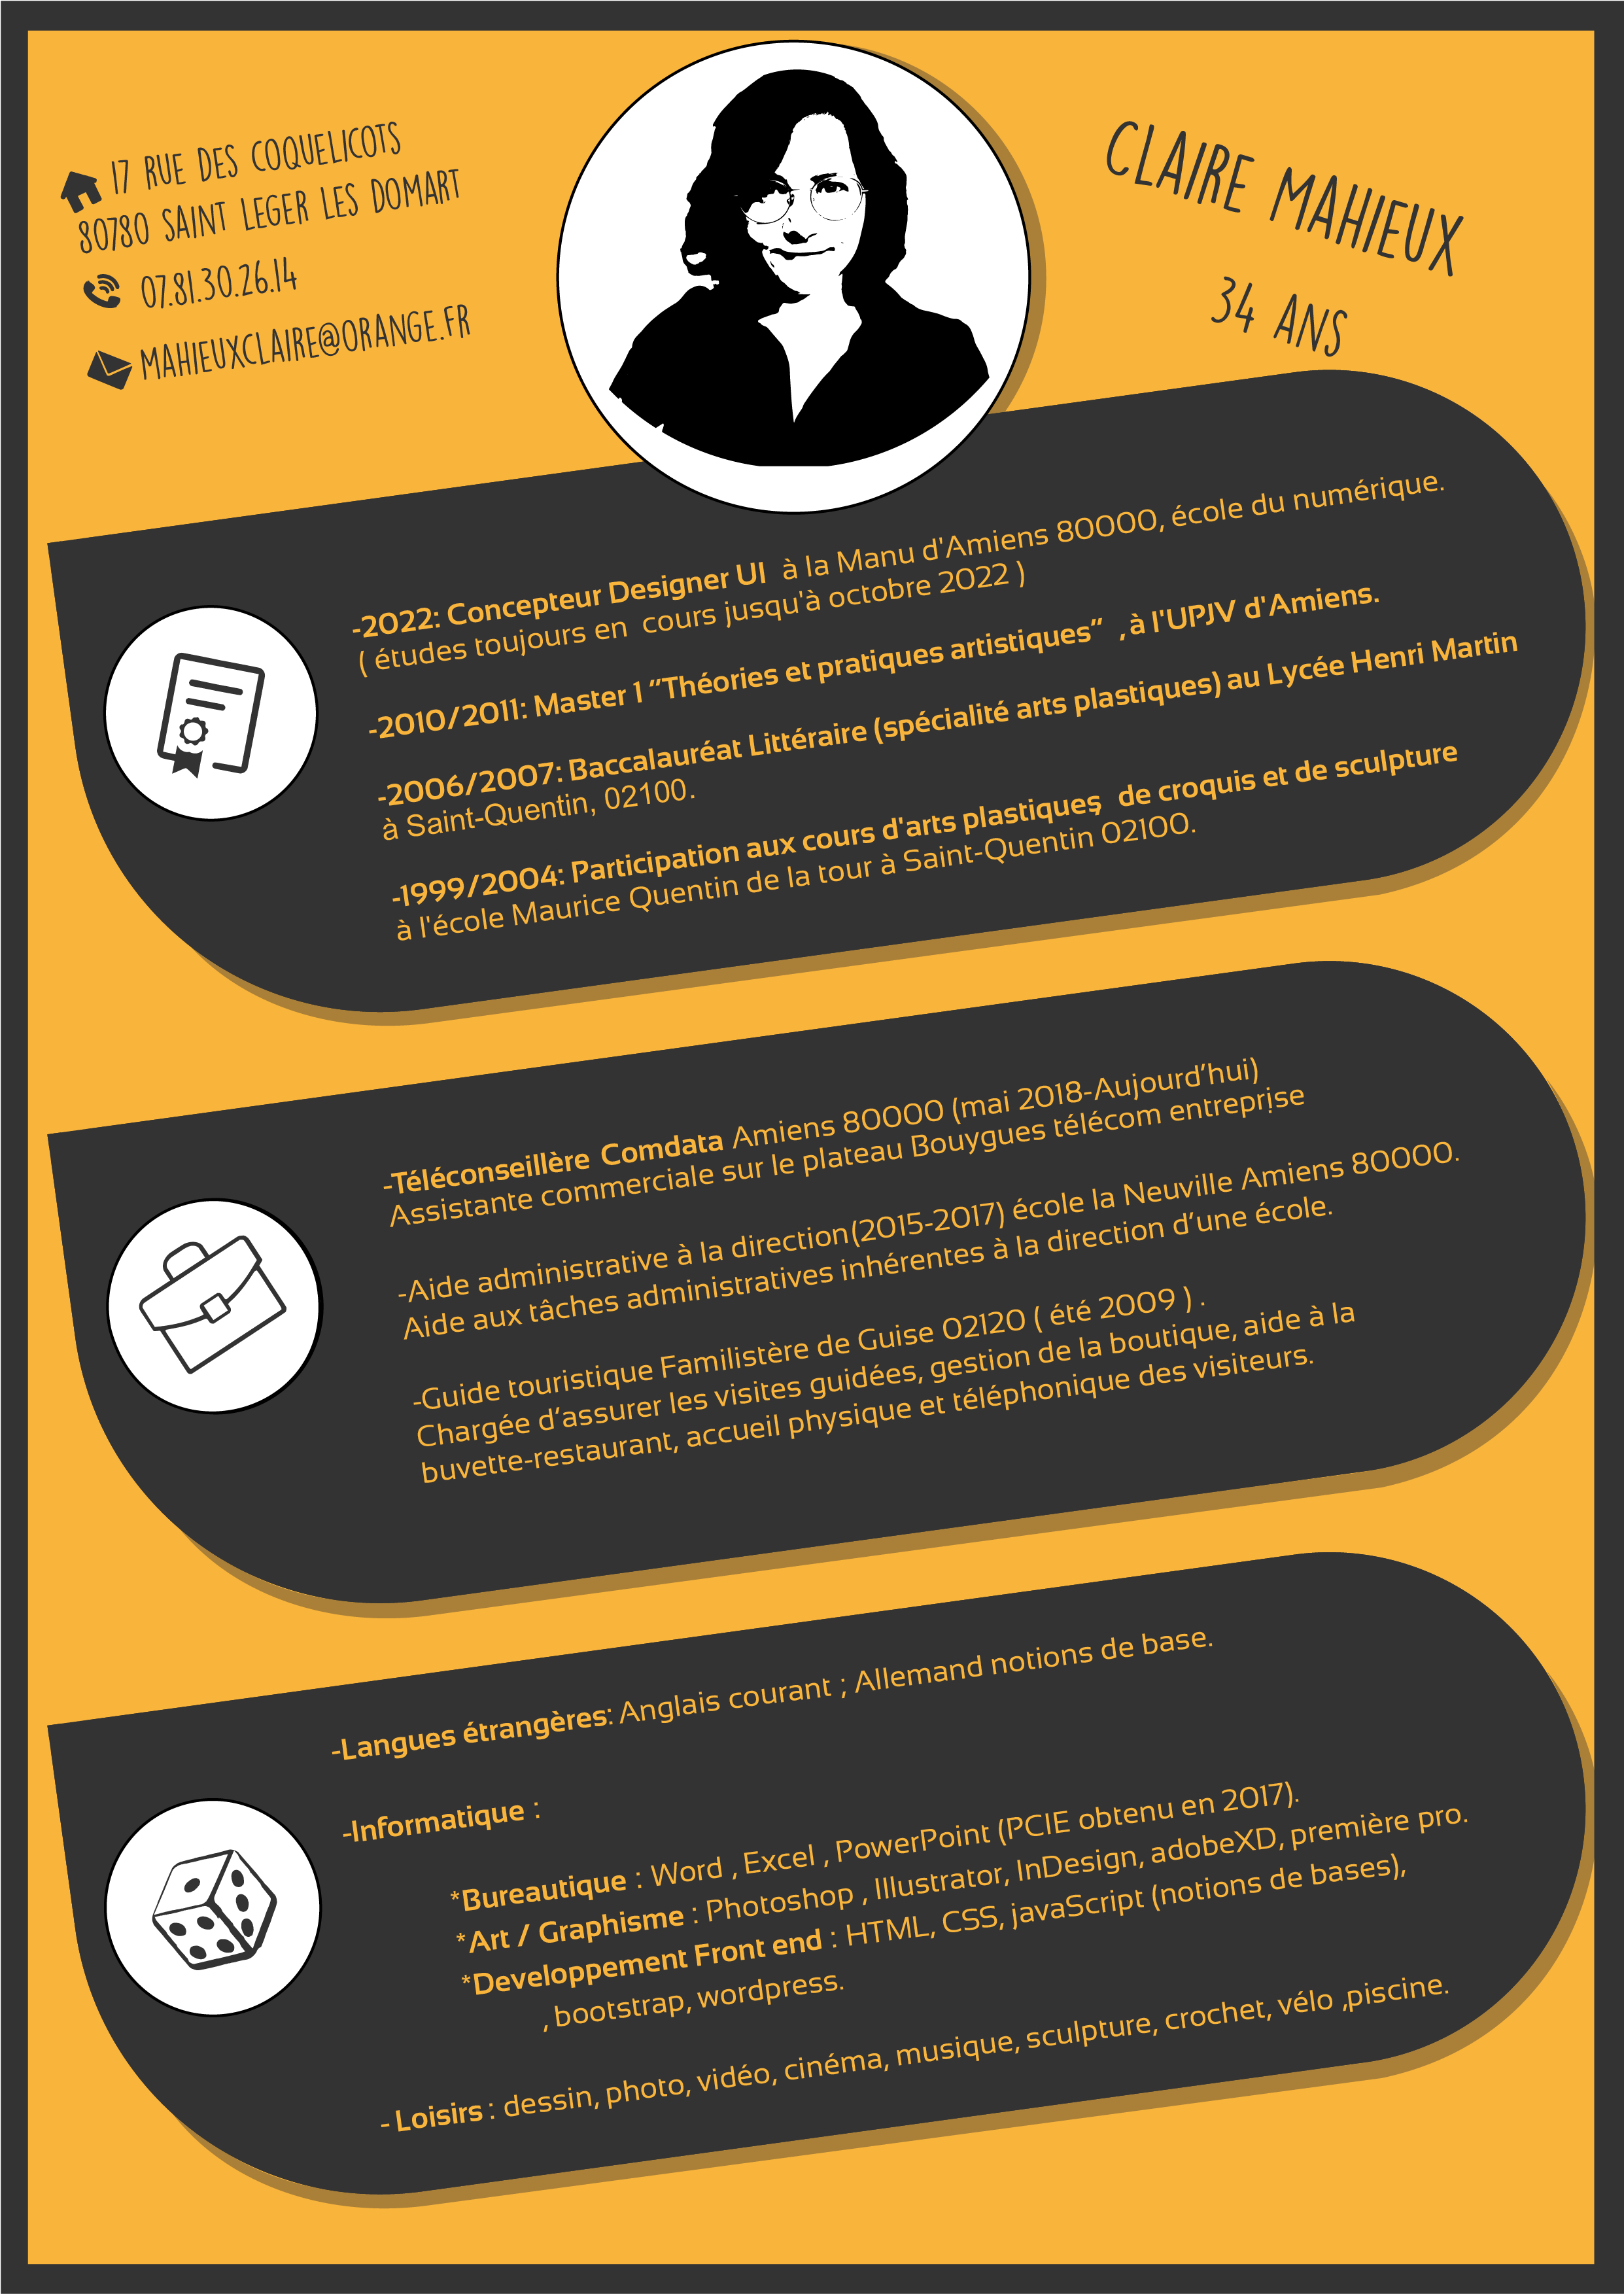 17 RUE DES COQUELICOTS
80780 SAINT LEGER LES DOMART
07.81.30.26.14
MAHIEUXCLAIRE@ORANGE.FR
CLAIRE MAHIEUX
34 ANS
-2022: Concepteur Designer UI à la Manu d'Amiens 80000, école du numérique.
( études toujours en cours jusqu'à octobre 2022 )
-2010/2011: Master 1 “Théories et pratiques artistiques” , à l'UPJV d'Amiens.
-2006/2007: Baccalauréat Littéraire (spécialité arts plastiques) au Lycée Henri Martin
à Saint-Quentin, 02100.
-1999/2004: Participation aux cours d'arts plastiques, de croquis et de sculpture
à l'école Maurice Quentin de la tour à Saint-Quentin 02100.
-Téléconseillère Comdata Amiens 80000 (mai 2018-Aujourd’hui)
Assistante commerciale sur le plateau Bouygues télécom entreprise.
-Aide administrative à la direction(2015-2017) école la Neuville Amiens 80000.
Aide aux tâches administratives inhérentes à la direction d’une école.
-Guide touristique Familistère de Guise 02120 ( été 2009 ) .
Chargée d’assurer les visites guidées, gestion de la boutique, aide à la
buvette-restaurant, accueil physique et téléphonique des visiteurs.
-Langues étrangères: Anglais courant ; Allemand notions de base.
-Informatique :
*Bureautique : Word , Excel , PowerPoint (PCIE obtenu en 2017).
*Art / Graphisme : Photoshop , Illustrator, InDesign, adobeXD, première pro.
*Developpement Front end : HTML, CSS, javaScript (notions de bases),
, bootstrap, wordpress.
- Loisirs : dessin, photo, vidéo, cinéma, musique, sculpture, crochet, vélo ,piscine.